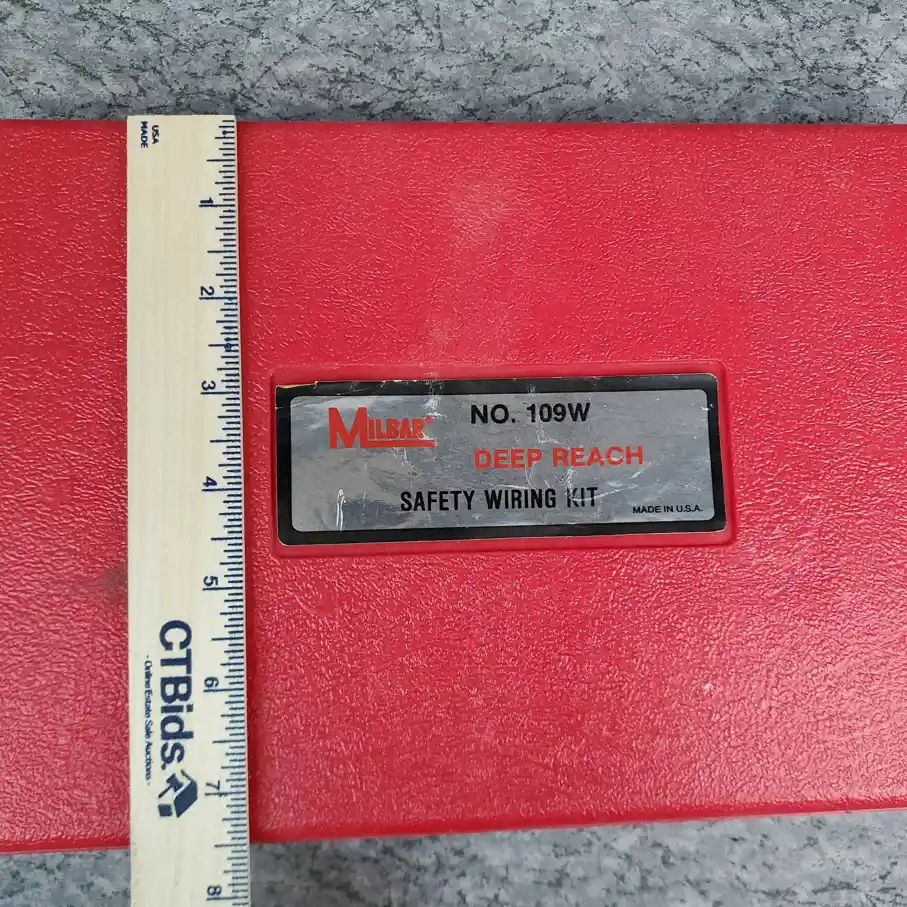 USA
MADE
1
2
3
4
5
6
7
8
CTBids.
- Online Estate Sale Auctions -
MILBAR®
NO. 109W
DEEP REACH
SAFETY WIRING KIT
MADE IN U.S.A.